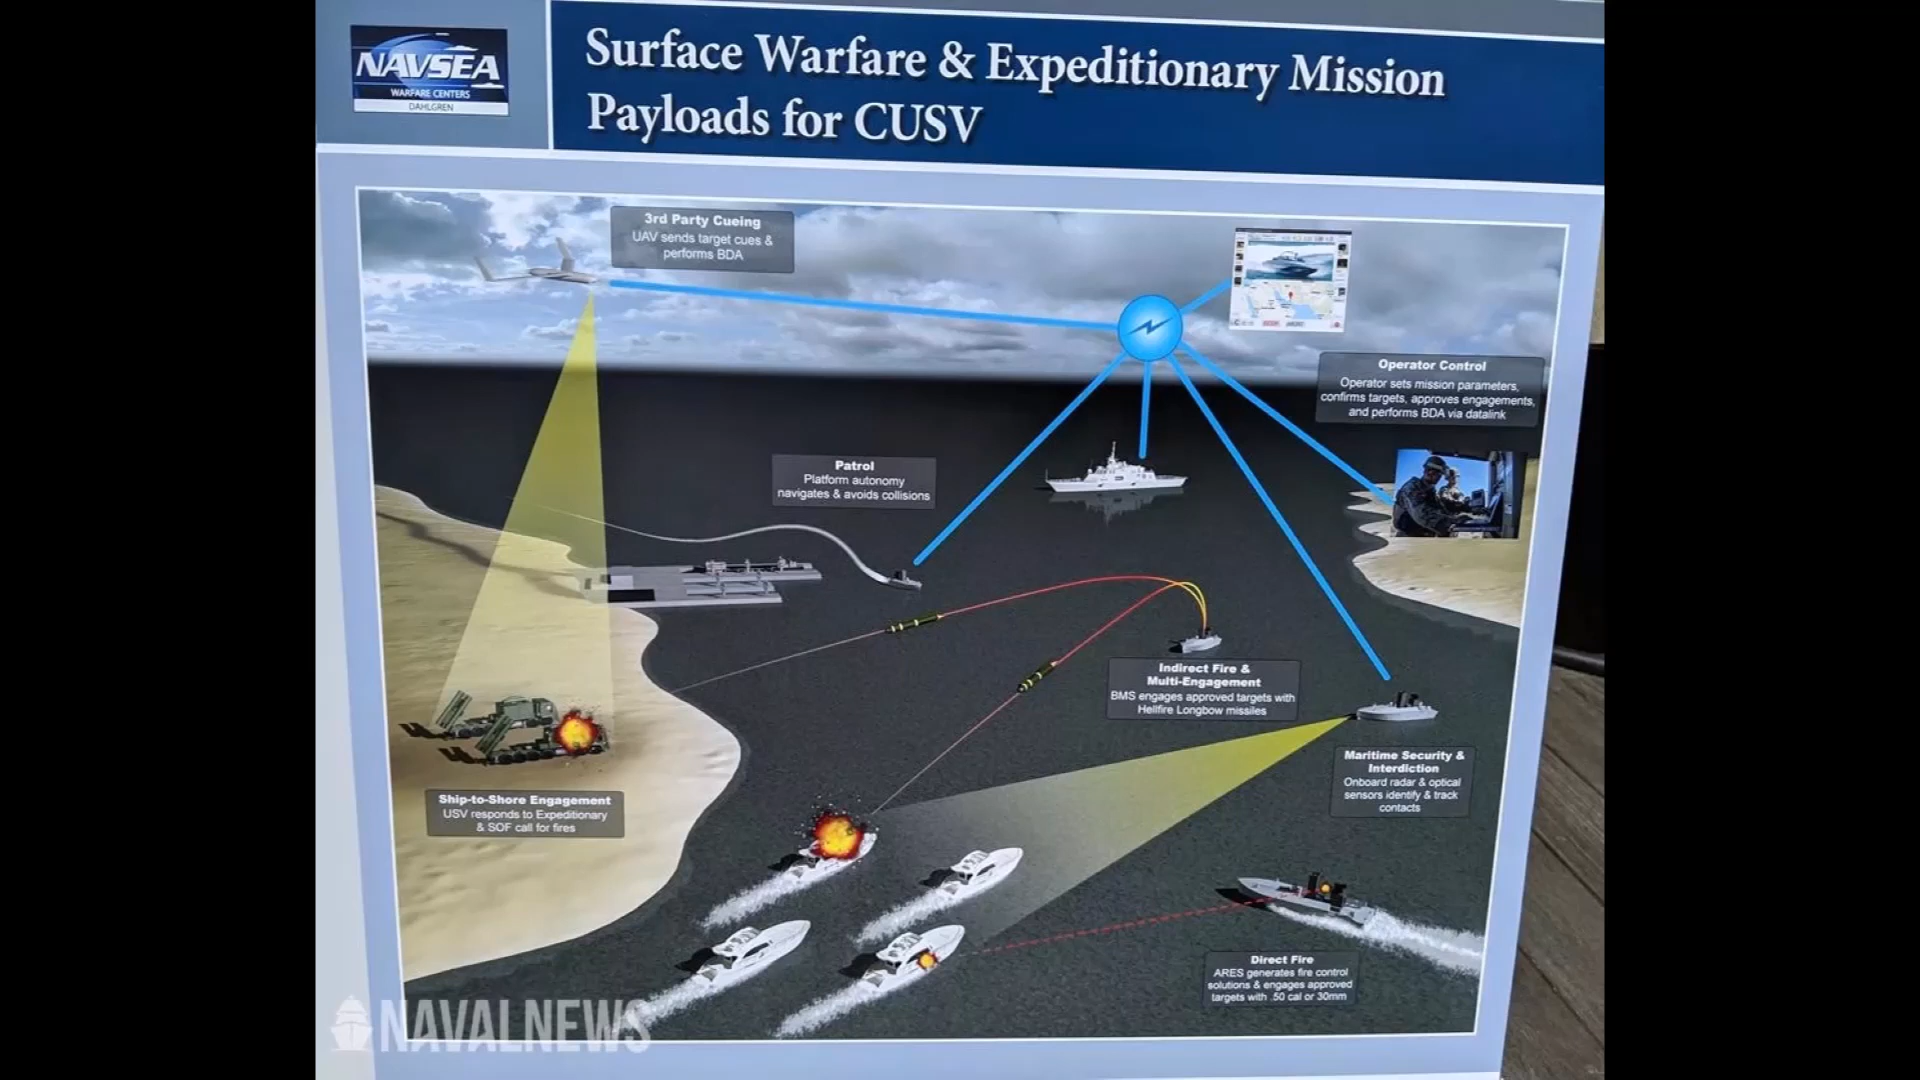 NAVSEA
WARFARE CENTERS
DAHLGREN
Surface Warfare & Expeditionary Mission
Payloads for CUSV
3rd Party Cueing
UAV sends target cues &
performs BDA
Operator Control
Operator sets mission parameters,
confirms targets, approves engagements,
and performs BDA via datalink
Patrol
Platform autonomy
navigates & avoids collisions
Indirect Fire &
Multi-Engagement
BMS engages approved targets with
Hellfire Longbow missiles
Maritime Security &
Interdiction
Onboard radar & optical
sensors identify & track
contacts
Ship-to-Shore Engagement
USV responds to Expeditionary
& SOF call for fires
Direct Fire
ARES generates fire control
solutions & engages approved
targets with .50 cal or 30mm
NAVALNEWS